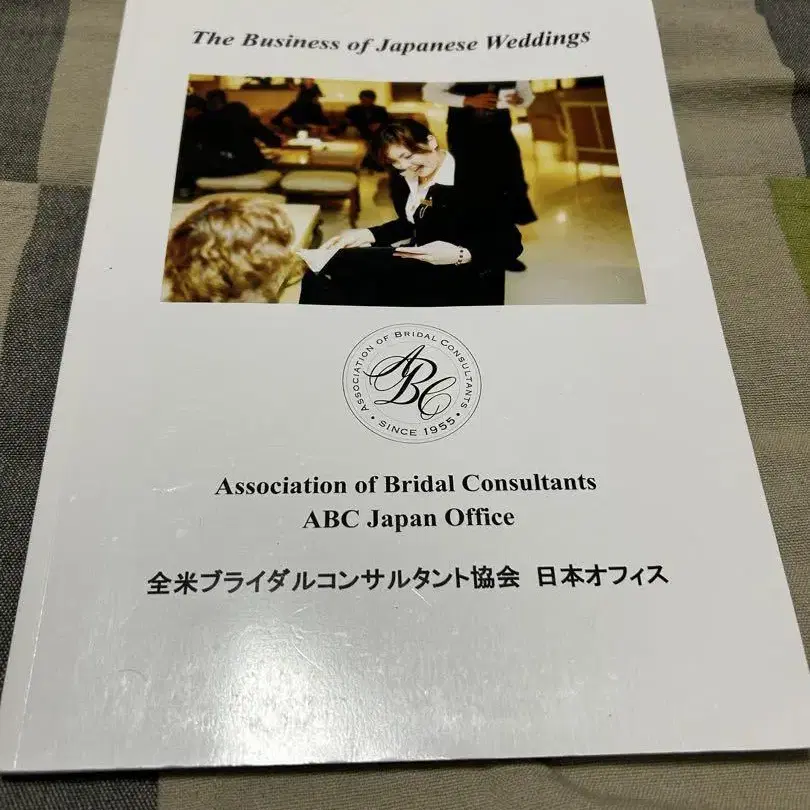 The Business of Japanese Weddings
ASSOCIATION OF BRIDAL CONSULTANTS
ABC
• SINCE 1955 •
Association of Bridal Consultants
ABC Japan Office
全米ブライダルコンサルタント協会 日本オフィス